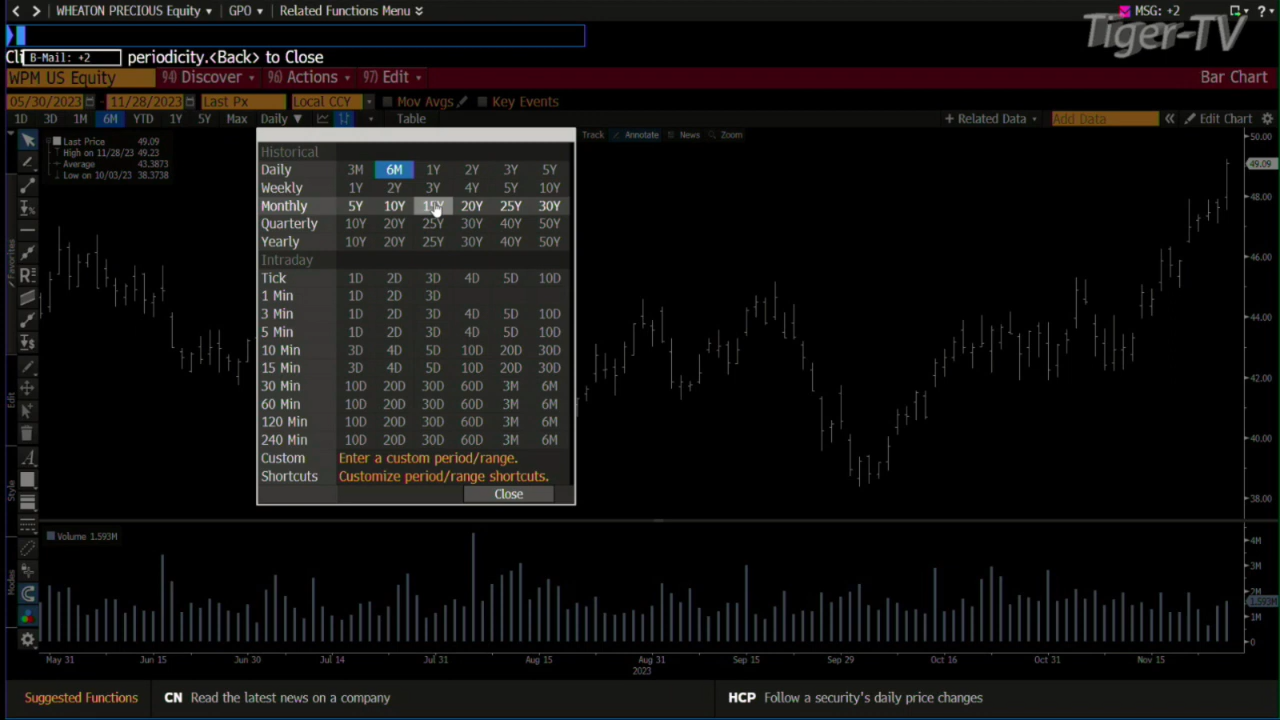 WHEATON PRECIOUS Equity GPO Related Functions Menu MSG: +2 ?
Tiger-TV
B-Mail: +2 periodicity.<Back> to Close
WPM US Equity 94) Discover 96) Actions 97) Edit Bar Chart
05/30/2023 - 11/28/2023 Last Px Local CCY Mov Avgs Key Events
1D 3D 1M 6M YTD 1Y 5Y Max Daily ▼ Table + Related Data Add Data « Edit Chart
Track Annotate News Zoom
Last Price 49.09
High on 11/28/23 49.23
Average 43.3873
Low on 10/03/23 38.3738
Historical
Daily 3M 6M 1Y 2Y 3Y 5Y
Weekly 1Y 2Y 3Y 4Y 5Y 10Y
Monthly 5Y 10Y 15Y 20Y 25Y 30Y
Quarterly 10Y 20Y 25Y 30Y 40Y 50Y
Yearly 10Y 20Y 25Y 30Y 40Y 50Y
Intraday
Tick 1D 2D 3D 4D 5D 10D
1 Min 1D 2D 3D
3 Min 1D 2D 3D 4D 5D 10D
5 Min 1D 2D 3D 4D 5D 10D
10 Min 3D 4D 5D 10D 20D 30D
15 Min 3D 4D 5D 10D 20D 30D
30 Min 10D 20D 30D 60D 3M 6M
60 Min 10D 20D 30D 60D 3M 6M
120 Min 10D 20D 30D 60D 3M 6M
240 Min 10D 20D 30D 60D 3M 6M
Custom Enter a custom period/range.
Shortcuts Customize period/range shortcuts.
Close
50.00
49.09
46.00
44.00
42.00
40.00
38.00
Favorites
Edit
Style
Modes
Volume 1.593M
4M
3M
2M
1.593M
0
May 31 Jun 15 Jun 30 Jul 14 Jul 31 Aug 15 Aug 31 Sep 15 Sep 29 Oct 16 Oct 31 Nov 15
2023
Suggested Functions CN Read the latest news on a company HCP Follow a security's daily price changes